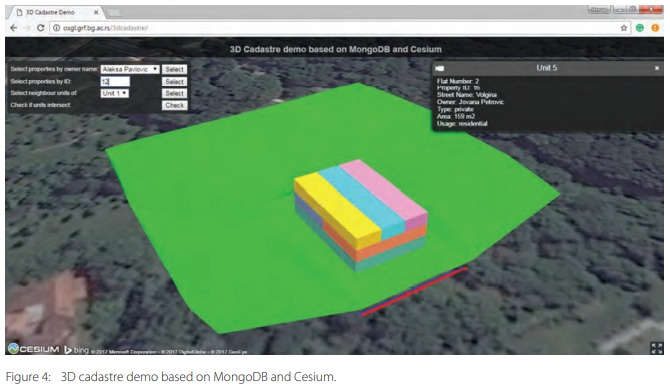 3D Cadastre Demo
osgl.grf.bg.ac.rs/3dcadastre/
3D Cadastre demo based on MongoDB and Cesium
Select properties by owner name: Aleksa Pavlovic Select
Select properties by ID: 12 Select
Select neighbour units of: Unit 1 Select
Check if units intersect: Check
Unit 5
Flat Number: 2
Property ID: 16
Street Name: Volgina
Owner: Jovana Petrovic
Type: private
Area: 159 m2
Usage: residential
CESIUM bing © 2017 Microsoft Corporation • © 2017 DigitalGlobe • © 2017 GeoEye
Figure 4: 3D cadastre demo based on MongoDB and Cesium.